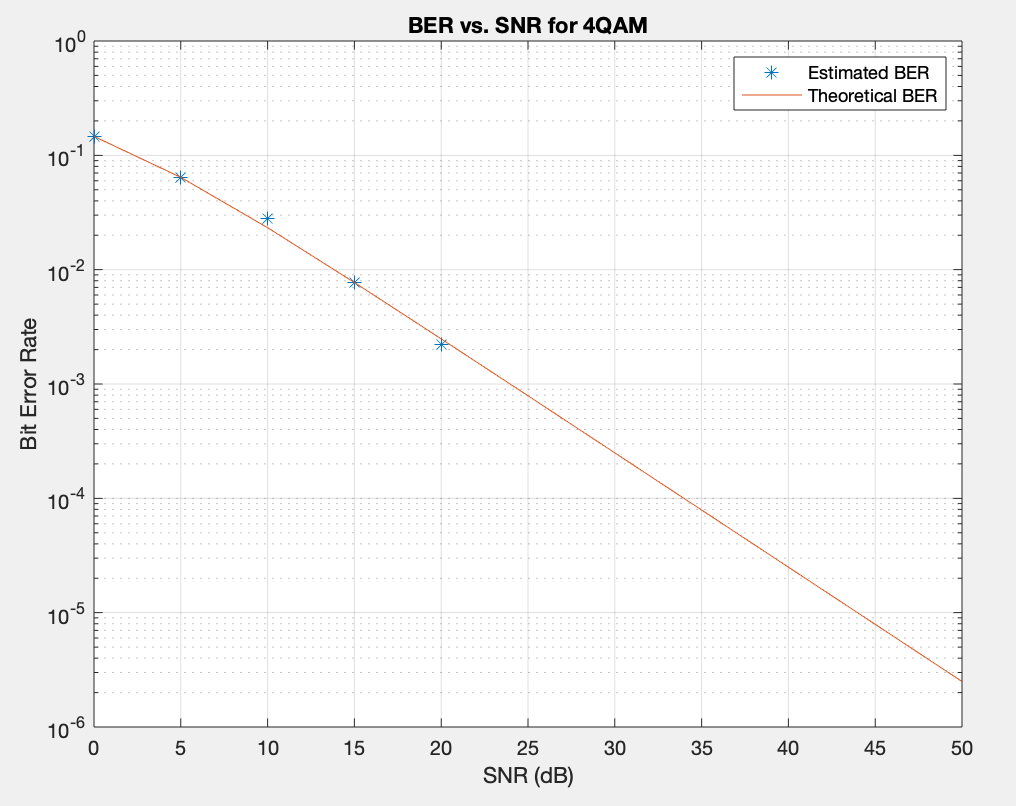 BER vs. SNR for 4QAM
Estimated BER
Theoretical BER
Bit Error Rate
10^0
10^-1
10^-2
10^-3
10^-4
10^-5
10^-6
0 5 10 15 20 25 30 35 40 45 50
SNR (dB)